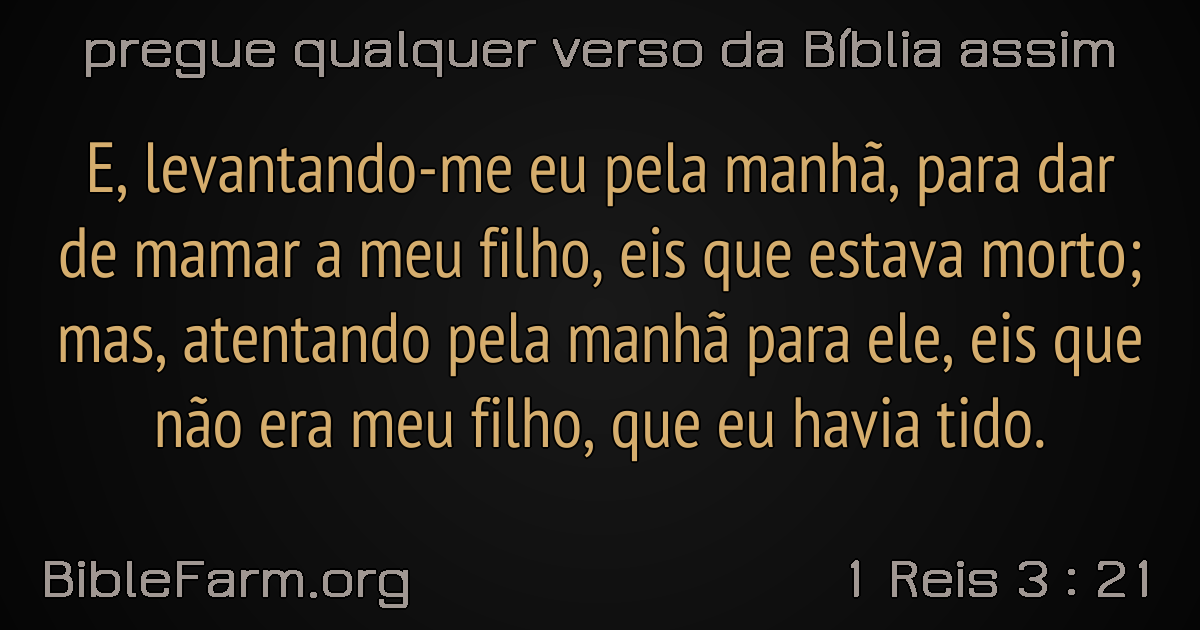 pregue qualquer verso da Bíblia assim
E, levantando-me eu pela manhã, para dar
de mamar a meu filho, eis que estava morto;
mas, atentando pela manhã para ele, eis que
não era meu filho, que eu havia tido.
BibleFarm.org
1 Reis 3 : 21